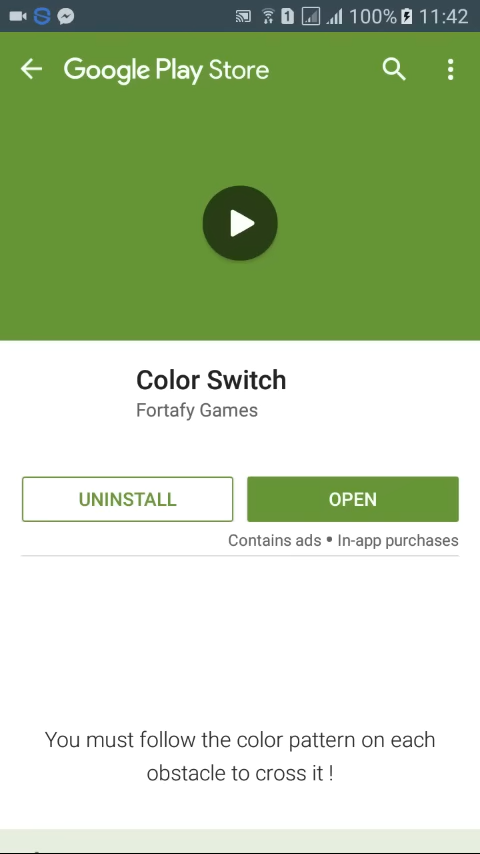 1 100% 11:42
Google Play Store
Color Switch
Fortafy Games
UNINSTALL
OPEN
Contains ads • In-app purchases
You must follow the color pattern on each
obstacle to cross it !